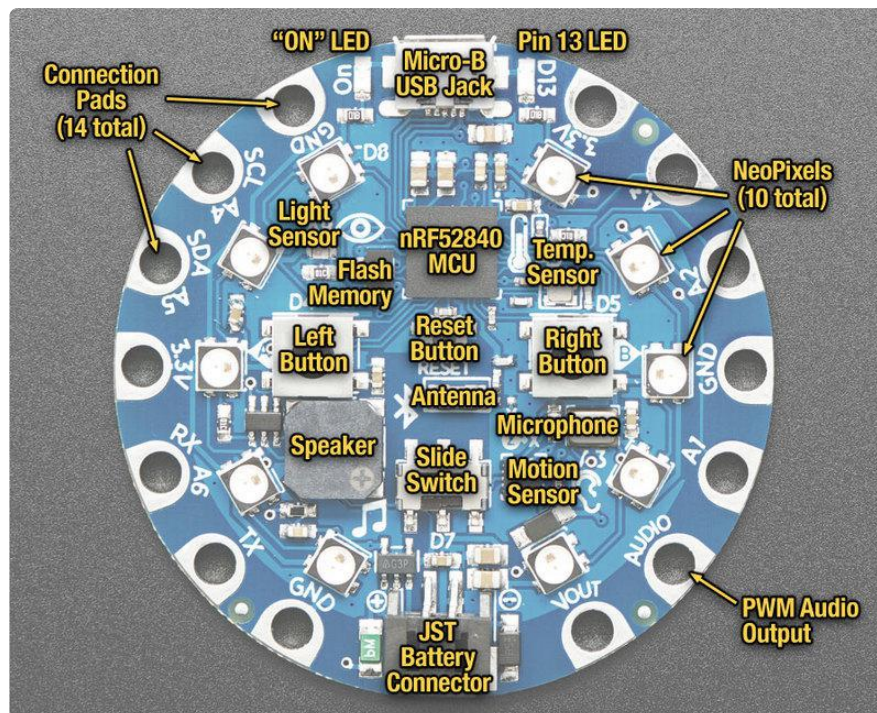 “ON” LED
Pin 13 LED
Micro-B
USB Jack
Connection
Pads
(14 total)
On
D13
GND
D8
3.3V
SCL
A4
NeoPixels
(10 total)
Light
Sensor
nRF52840
MCU
Temp.
Sensor
SDA
A5
A2
Flash
Memory
D5
Left
Button
Reset
Button
Right
Button
A
B
RESET
3.3V
GND
Antenna
Microphone
RX
A6
Speaker
Slide
Switch
Motion
Sensor
A1
TX
AUDIO
D7
GND
VOUT
PWM Audio
Output
JST
Battery
Connector